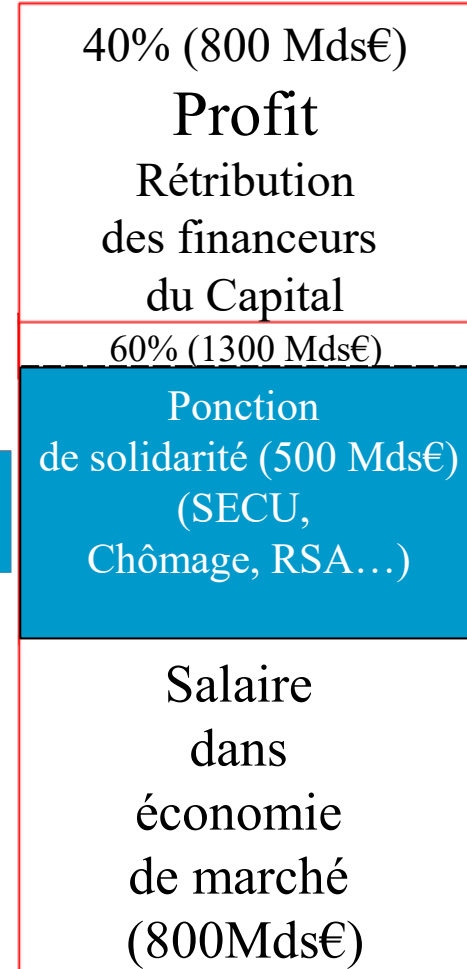 40% (800 Mds€)
Profit
Rétribution
des financeurs
du Capital
60% (1300 Mds€)
Ponction
de solidarité (500 Mds€)
(SECU,
Chômage, RSA…)
Salaire
dans
économie
de marché
(800Mds€)